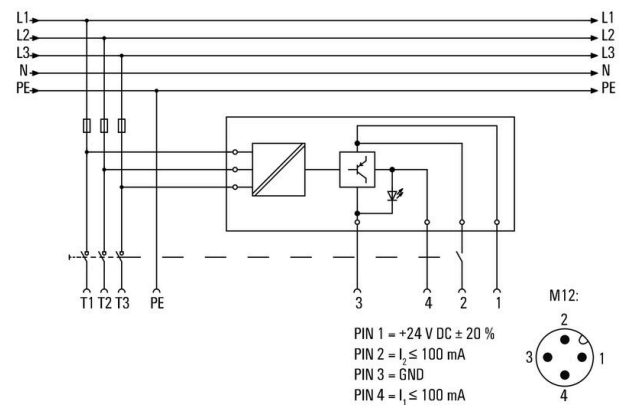 L1 L1
L2 L2
L3 L3
N N
PE PE
T1 T2 T3 PE 3 4 2 1
M12:
PIN 1 = +24 V DC ± 20 %
PIN 2 = I₂ ≤ 100 mA
PIN 3 = GND
PIN 4 = I₁ ≤ 100 mA
2
3 1
4